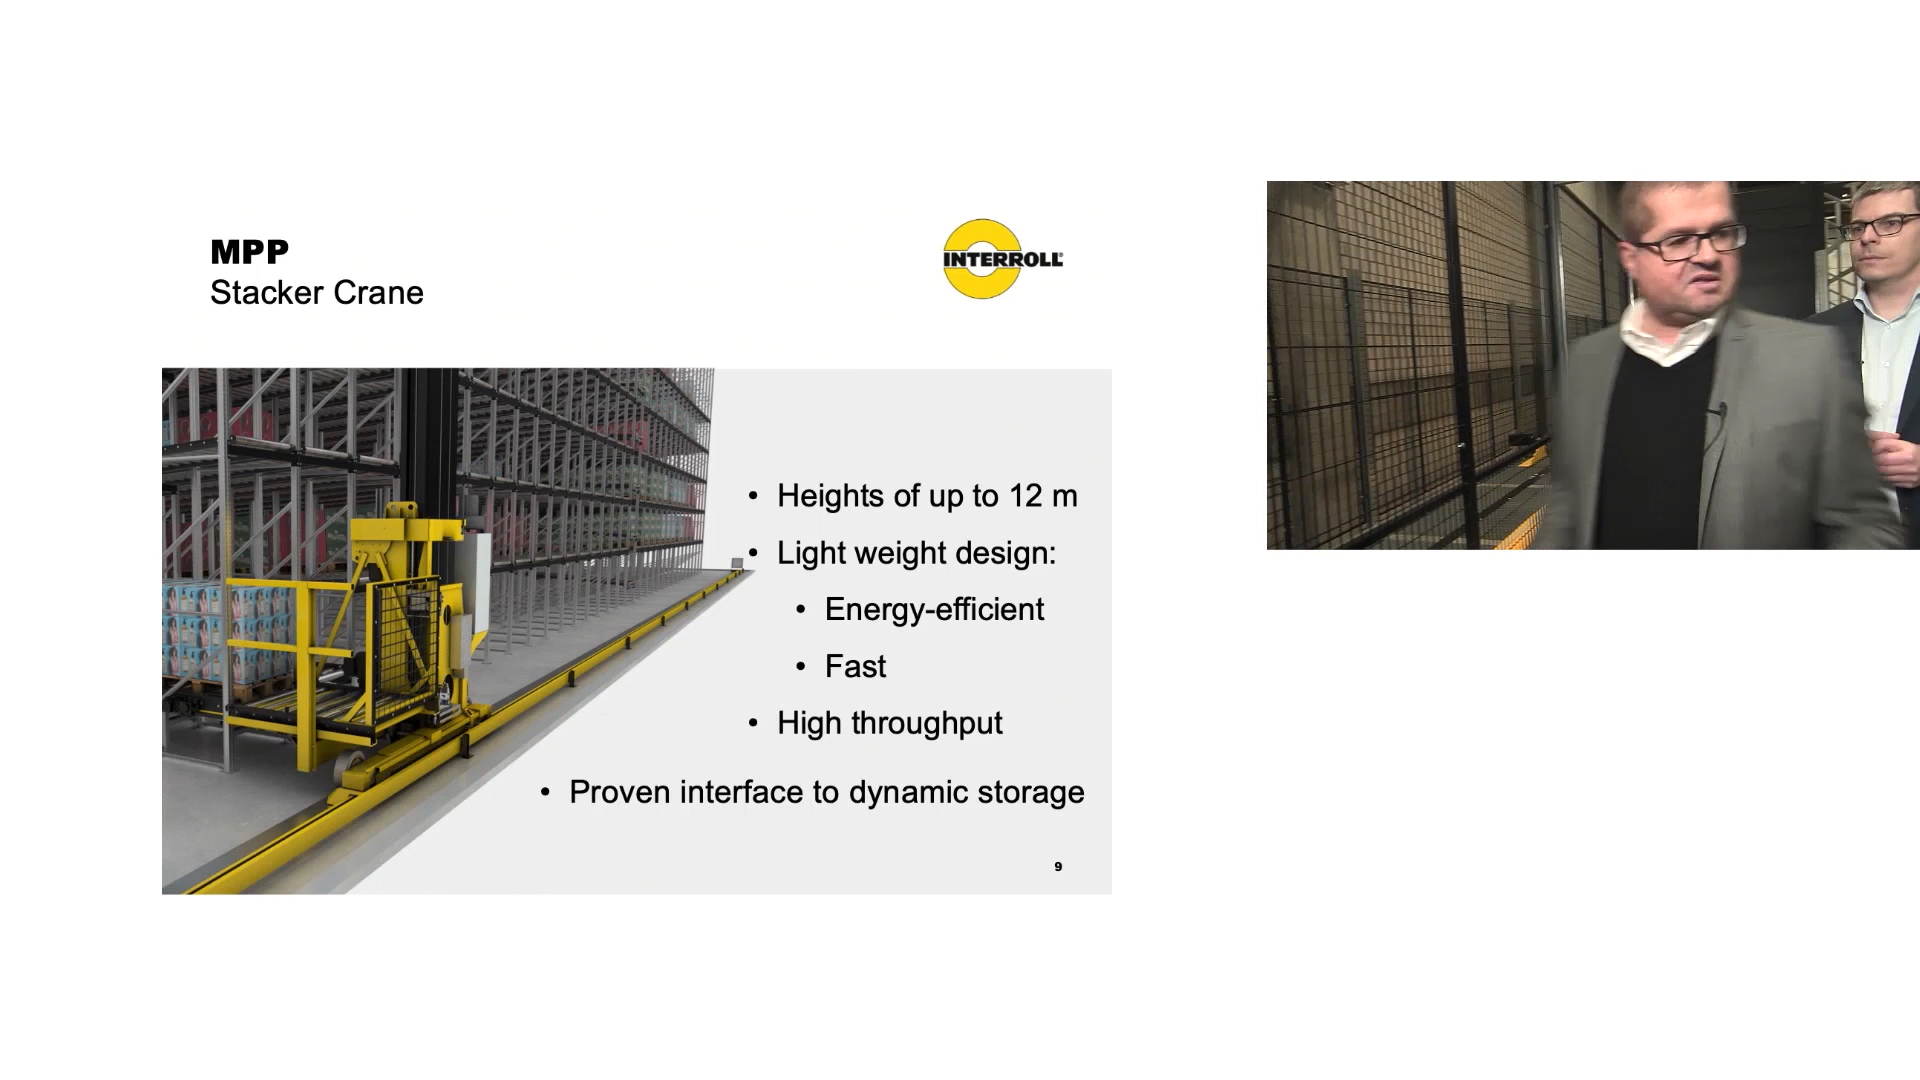 MPP
Stacker Crane
INTERROLL
• Heights of up to 12 m
• Light weight design:
• Energy-efficient
• Fast
• High throughput
• Proven interface to dynamic storage
9